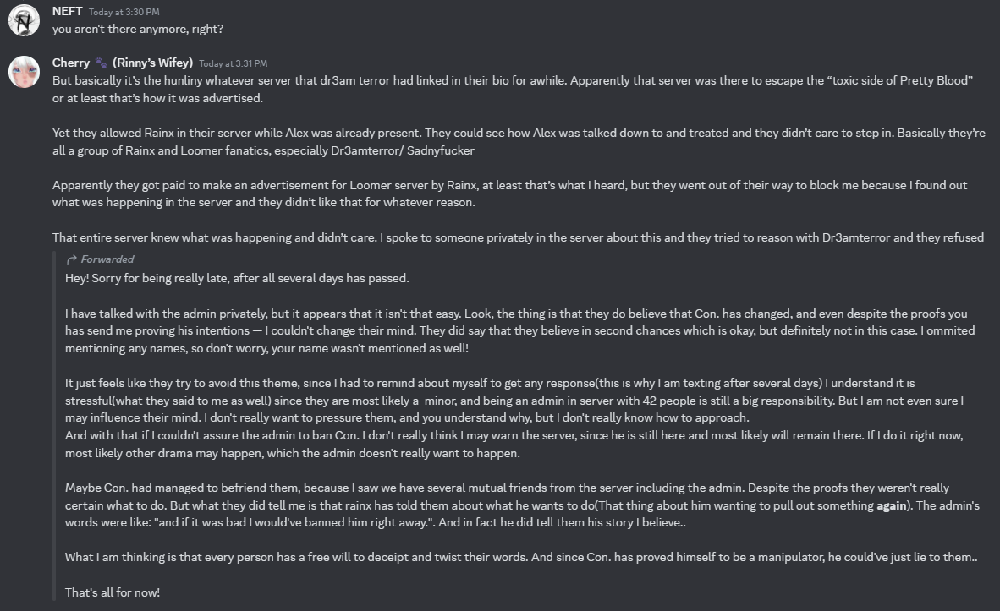 NEFT Today at 3:30 PM
you aren't there anymore, right?
Cherry 🐾 (Rinny's Wifey) Today at 3:31 PM
But basically it's the hunliny whatever server that dr3am terror had linked in their bio for awhile. Apparently that server was there to escape the “toxic side of Pretty Blood”
or at least that's how it was advertised.
Yet they allowed Rainx in their server while Alex was already present. They could see how Alex was talked down to and treated and they didn't care to step in. Basically they're
all a group of Rainx and Loomer fanatics, especially Dr3amterror/ Sadnyfucker
Apparently they got paid to make an advertisement for Loomer server by Rainx, at least that's what I heard, but they went out of their way to block me because I found out
what was happening in the server and they didn't like that for whatever reason.
That entire server knew what was happening and didn't care. I spoke to someone privately in the server about this and they tried to reason with Dr3amterror and they refused
Forwarded
Hey! Sorry for being really late, after all several days has passed.
I have talked with the admin privately, but it appears that it isn't that easy. Look, the thing is that they do believe that Con. has changed, and even despite the proofs you
has send me proving his intentions — I couldn't change their mind. They did say that they believe in second chances which is okay, but definitely not in this case. I ommited
mentioning any names, so don't worry, your name wasn't mentioned as well!
It just feels like they try to avoid this theme, since I had to remind about myself to get any response(this is why I am texting after several days) I understand it is
stressful(what they said to me as well) since they are most likely a minor, and being an admin in server with 42 people is still a big responsibility. But I am not even sure I
may influence their mind. I don't really want to pressure them, and you understand why, but I don't really know how to approach.
And with that if I couldn't assure the admin to ban Con. I don't really think I may warn the server, since he is still here and most likely will remain there. If I do it right now,
most likely other drama may happen, which the admin doesn't really want to happen.
Maybe Con. had managed to befriend them, because I saw we have several mutual friends from the server including the admin. Despite the proofs they weren't really
certain what to do. But what they did tell me is that rainx has told them about what he wants to do(That thing about him wanting to pull out something again). The admin's
words were like: "and if it was bad I would've banned him right away.". And in fact he did tell them his story I believe..
What I am thinking is that every person has a free will to deceipt and twist their words. And since Con. has proved himself to be a manipulator, he could've just lie to them..
That's all for now!